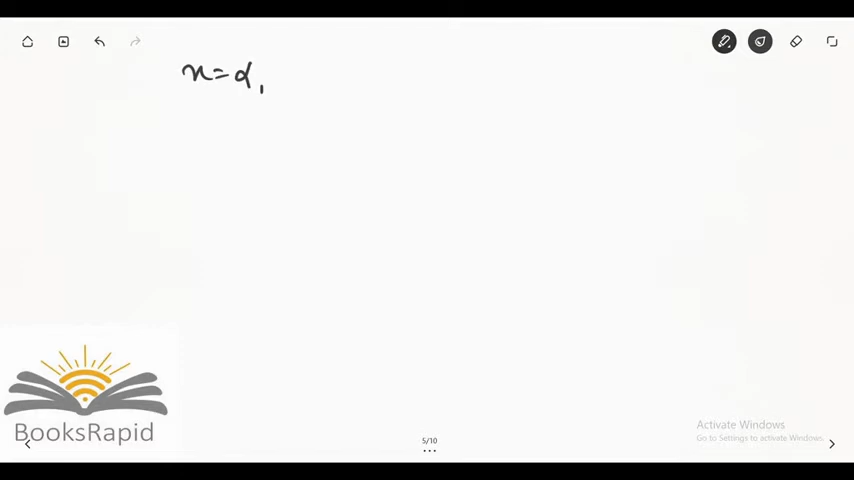 x = α,
BooksRapid
5/10
Activate Windows
Go to Settings to activate Windows.